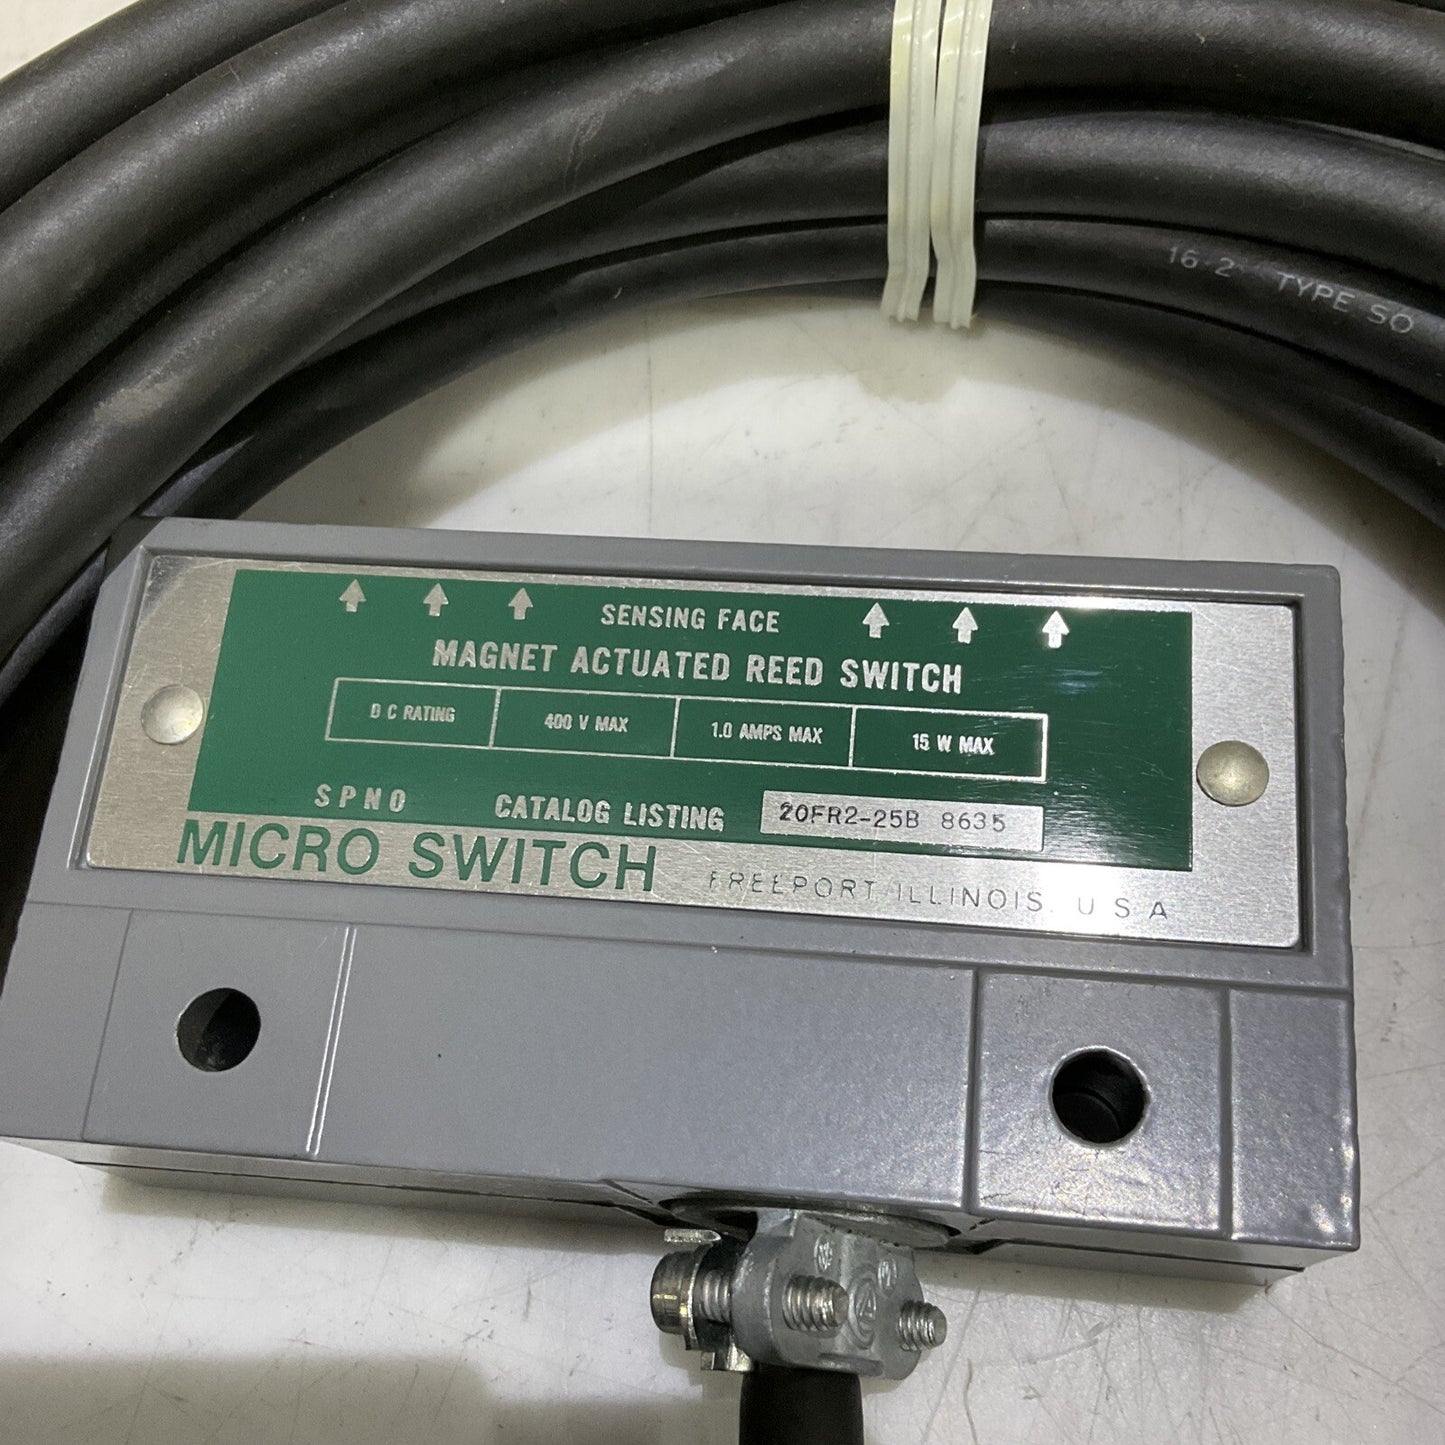 16-2 TYPE SO
SENSING FACE
MAGNET ACTUATED REED SWITCH
D C RATING 400 V MAX 1.0 AMPS MAX 15 W MAX
S P N O CATALOG LISTING 20FR2-25B 8635
MICRO SWITCH FREEPORT, ILLINOIS, U S A